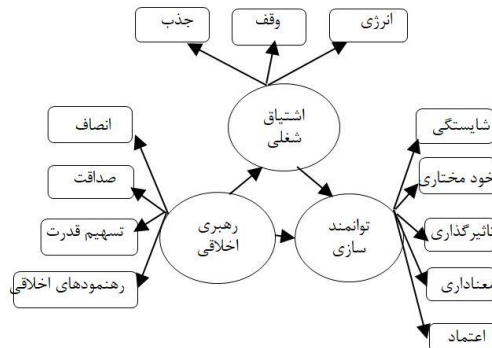 انرژی
وقف
جذب
اشتیاق
شغلی
انصاف
صداقت
تسهیم قدرت
رهنمودهای اخلاقی
رهبری
اخلاقی
توانمند
سازی
شایستگی
خود مختاری
تاثیرگذاری
معناداری
اعتماد